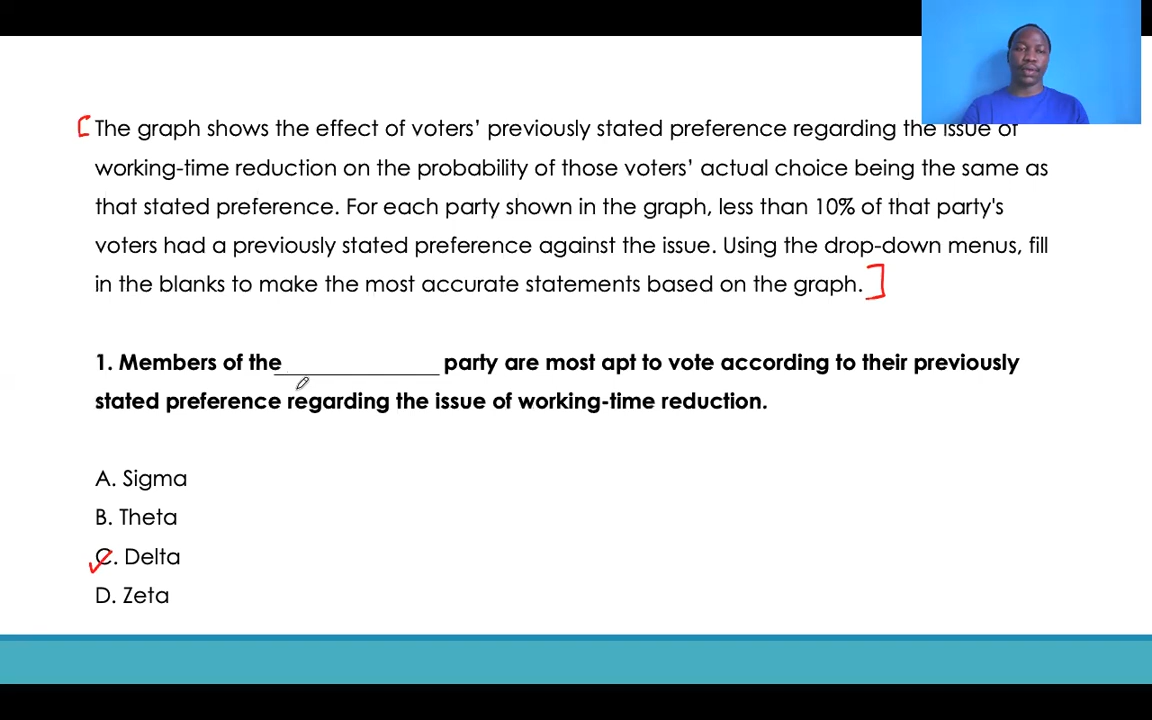 The graph shows the effect of voters’ previously stated preference regarding the issue of
working-time reduction on the probability of those voters’ actual choice being the same as
that stated preference. For each party shown in the graph, less than 10% of that party's
voters had a previously stated preference against the issue. Using the drop-down menus, fill
in the blanks to make the most accurate statements based on the graph.
1. Members of the ______________ party are most apt to vote according to their previously
stated preference regarding the issue of working-time reduction.
A. Sigma
B. Theta
C. Delta
D. Zeta